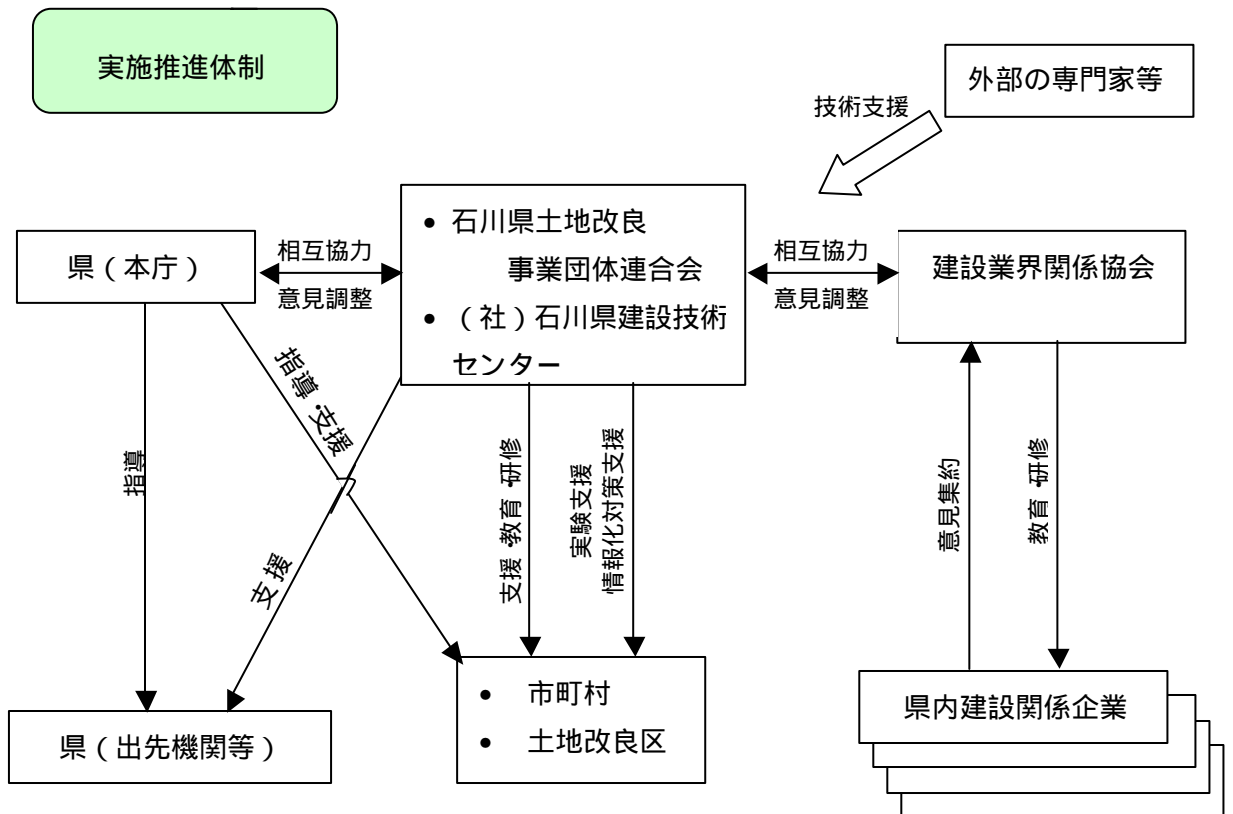 実施推進体制
外部の専門家等
技術支援
県（本庁）
相互協力
意見調整
• 石川県土地改良
事業団体連合会
• （社）石川県建設技術
センター
相互協力
意見調整
建設業界関係協会
指導
指導・支援
支援
支援・教育・研修
実験支援
情報化対策支援
意見集約
教育 研修
県（出先機関等）
• 市町村
• 土地改良区
県内建設関係企業